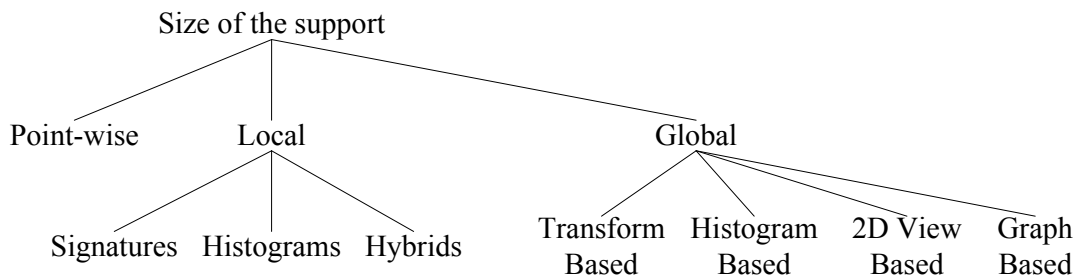 Size of the support
Point-wise
Local
Global
Signatures
Histograms
Hybrids
Transform
Based
Histogram
Based
2D View
Based
Graph
Based